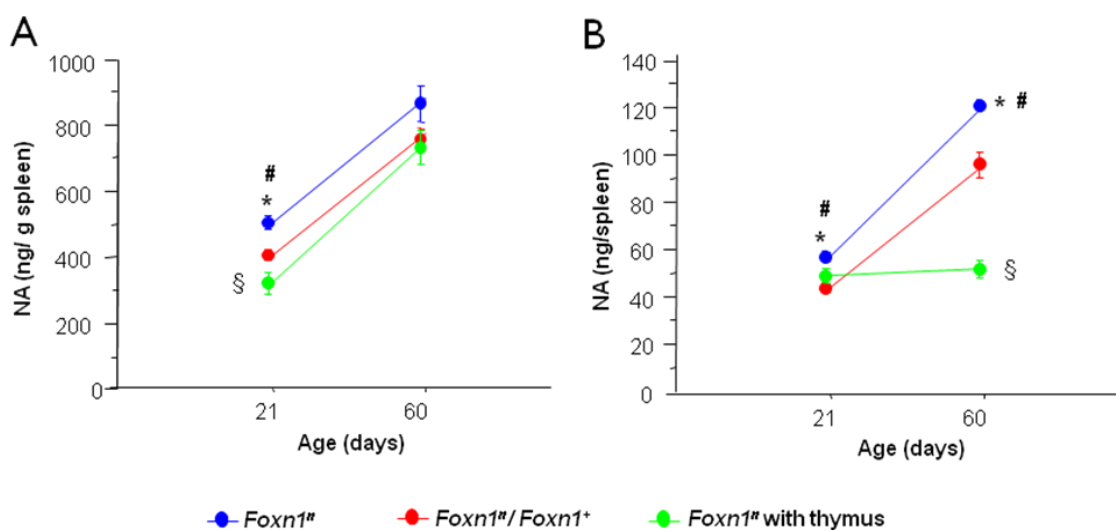 A
NA (ng/ g spleen)
1000
800
600
400
200
0
#
*
§
21
60
Age (days)
B
NA (ng/spleen)
140
120
100
80
60
40
20
0
#
*
* #
§
21
60
Age (days)
Foxn1ⁿ
Foxn1ⁿ/ Foxn1⁺
Foxn1ⁿ with thymus